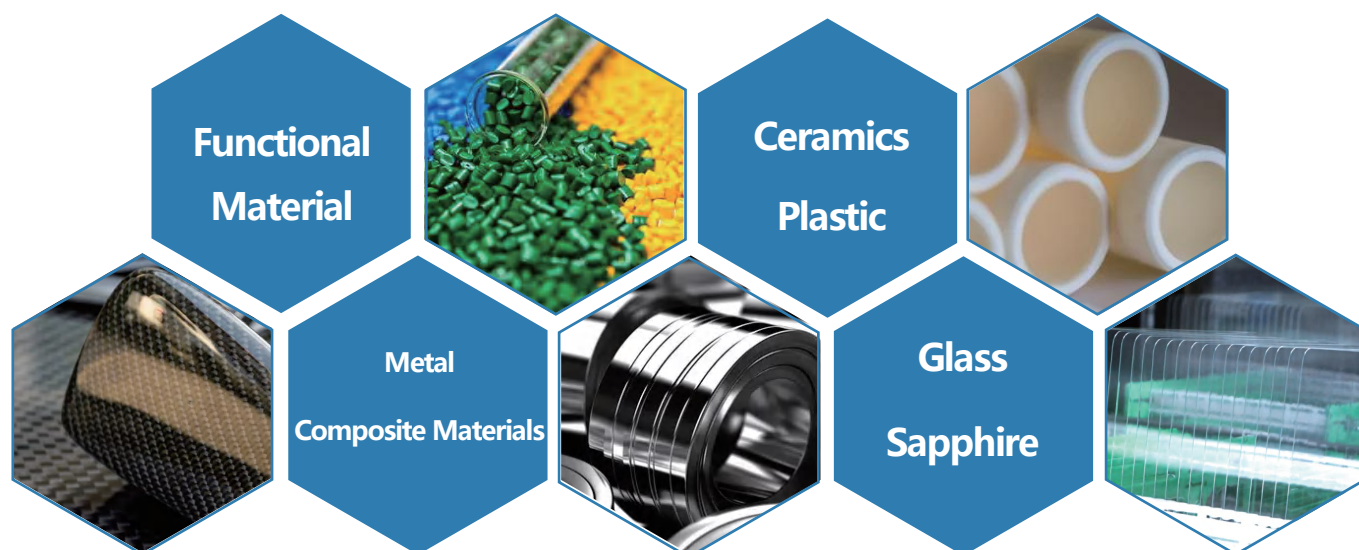 Functional
Material
Ceramics
Plastic
Metal
Composite Materials
Glass
Sapphire